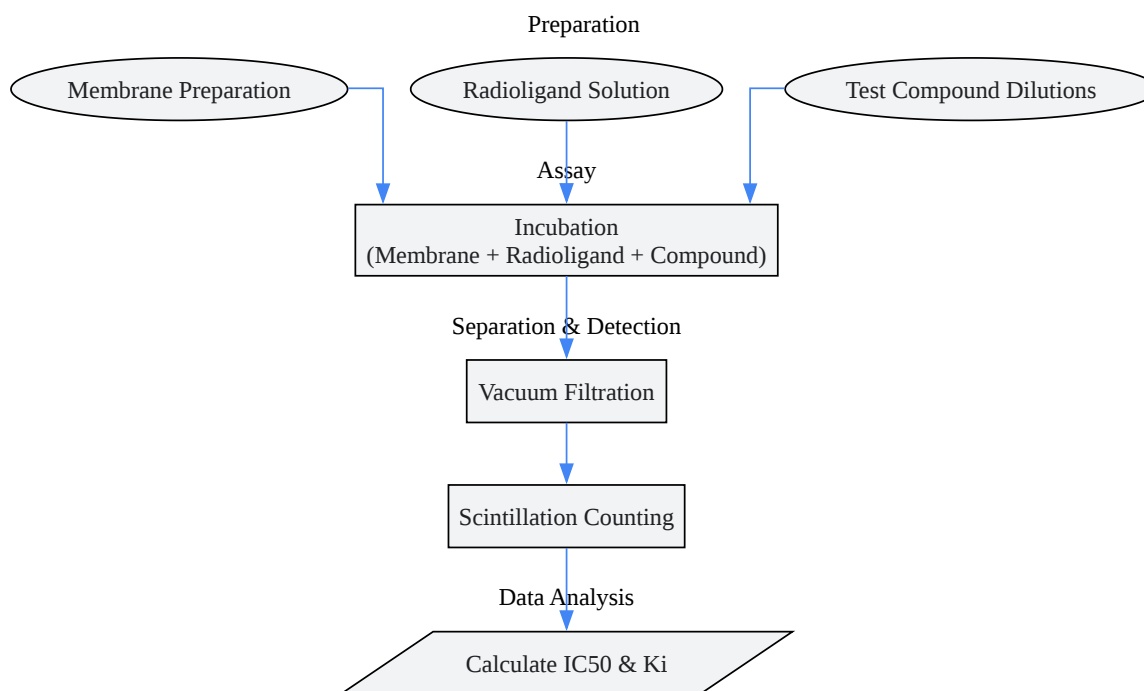 Preparation
Membrane Preparation
Radioligand Solution
Test Compound Dilutions
Assay
Incubation
(Membrane + Radioligand + Compound)
Separation & Detection
Vacuum Filtration
Scintillation Counting
Data Analysis
Calculate IC50 & Ki